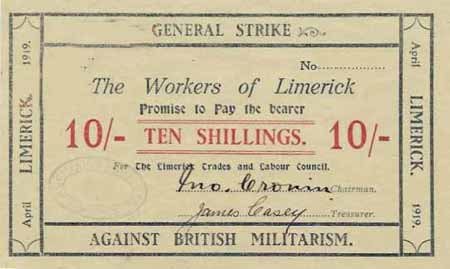 GENERAL STRIKE
No
The Workers of Limerick
Promise to Pay the bearer
10/- TEN SHILLINGS. 10/-
For The Limerick Trades and Labour Council.
Jno. Cronin Chairman.
James Casey Treasurer.
AGAINST BRITISH MILITARISM.
April LIMERICK. 1919.
April LIMERICK. 1919.